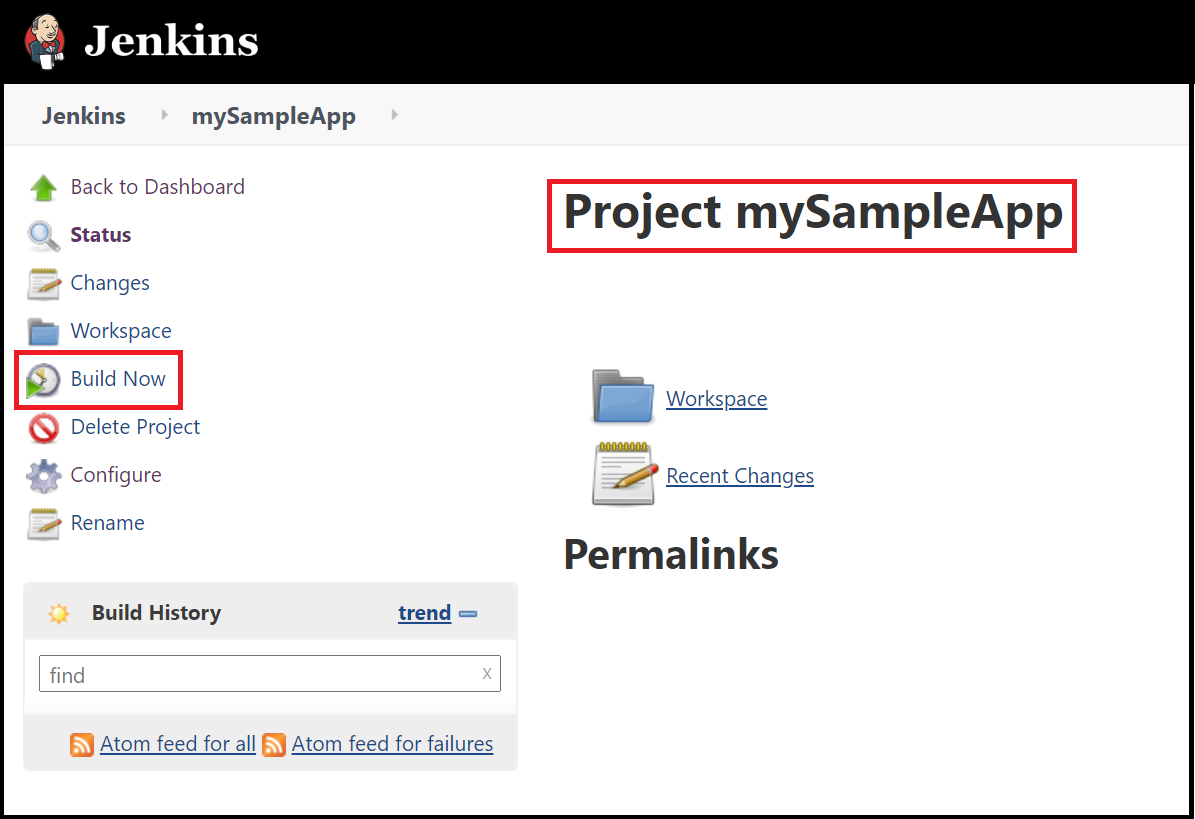 Jenkins
Jenkins mySampleApp
Back to Dashboard
Status
Changes
Workspace
Build Now
Delete Project
Configure
Rename
Build History trend
find x
Atom feed for all Atom feed for failures
Project mySampleApp
Workspace
Recent Changes
Permalinks